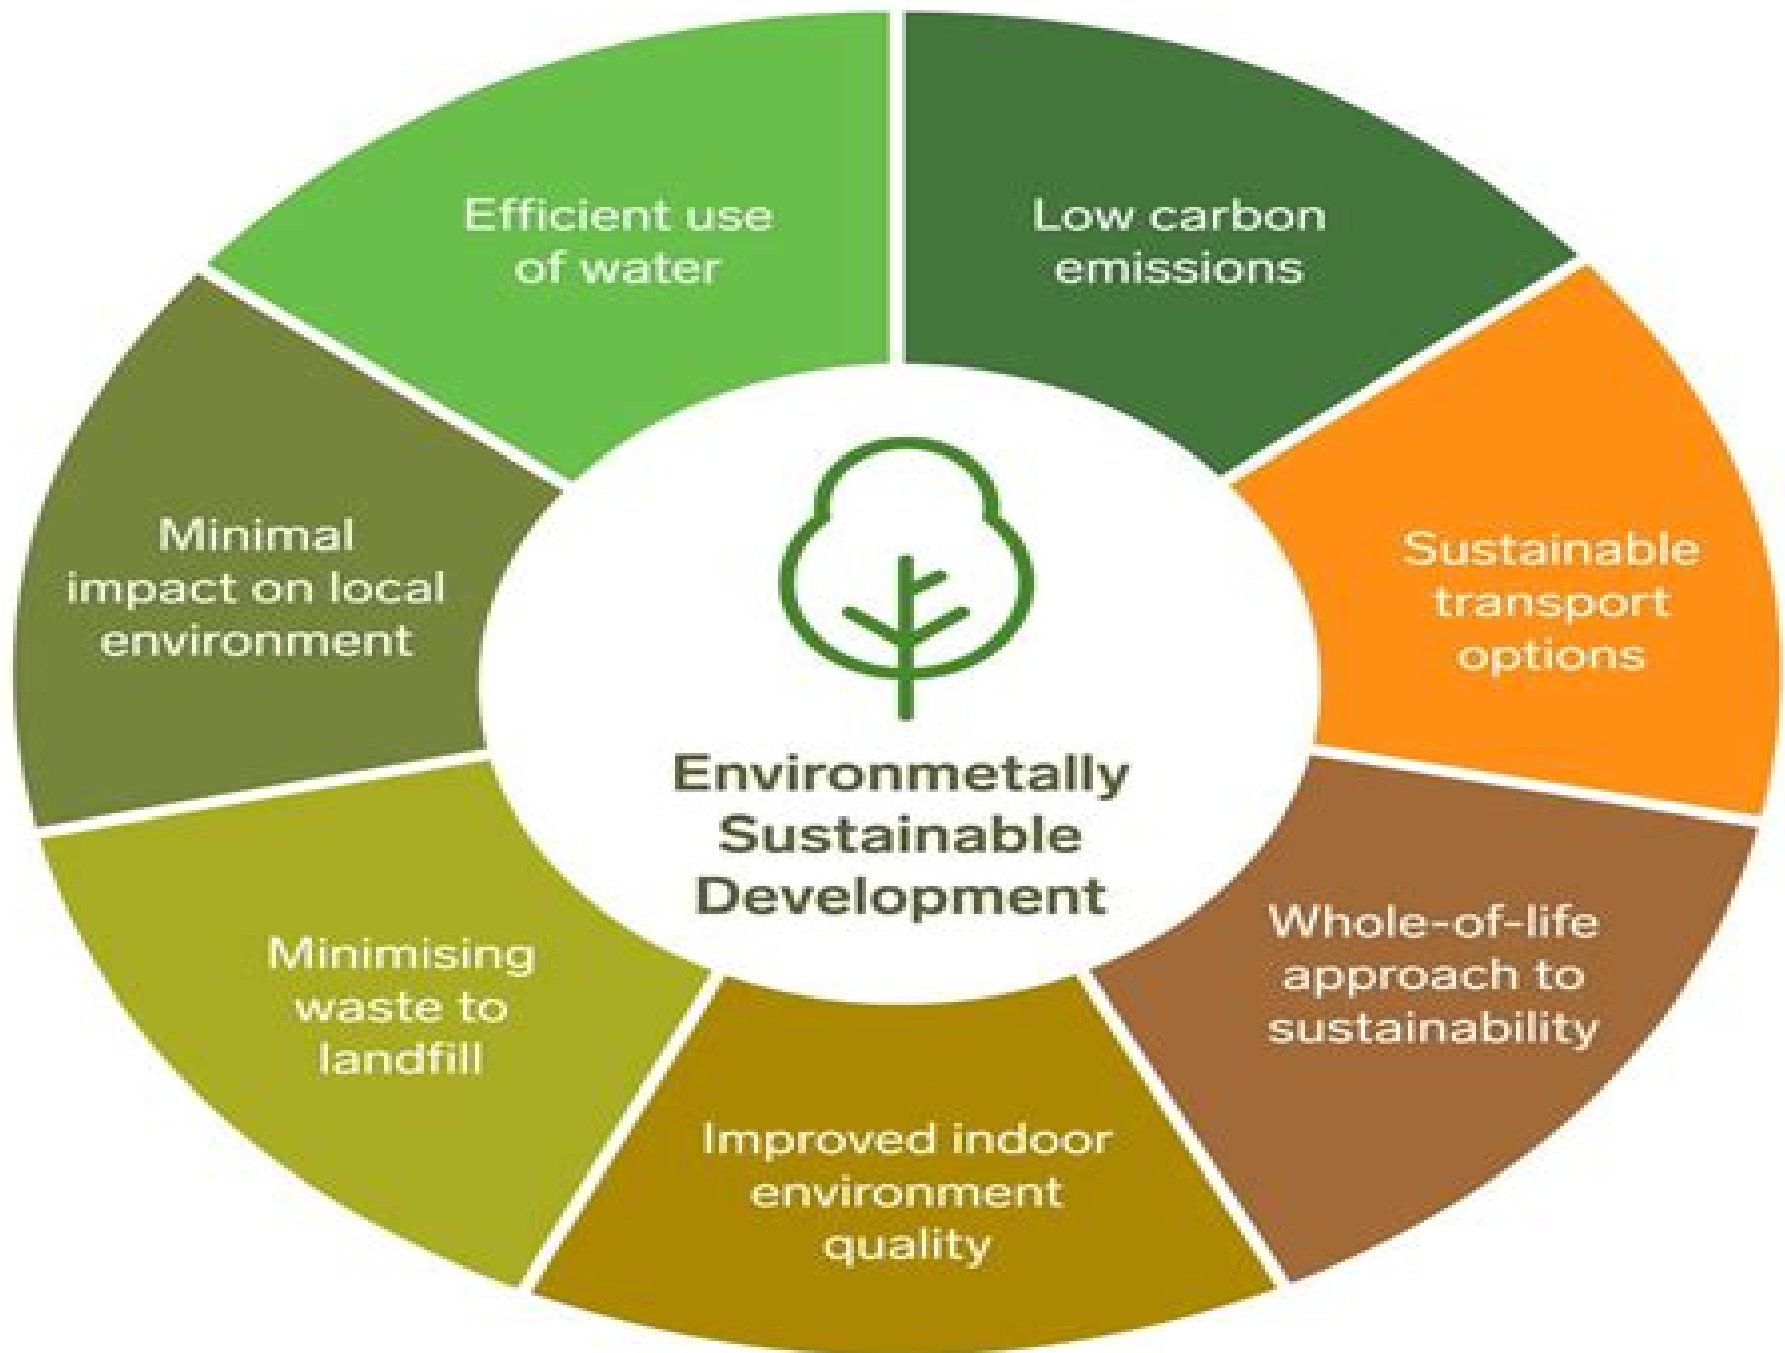 Efficient use
of water
Low carbon
emissions
Sustainable
transport
options
Whole-of-life
approach to
sustainability
Improved indoor
environment
quality
Minimising
waste to
landfill
Minimal
impact on local
environment
Environmetally
Sustainable
Development